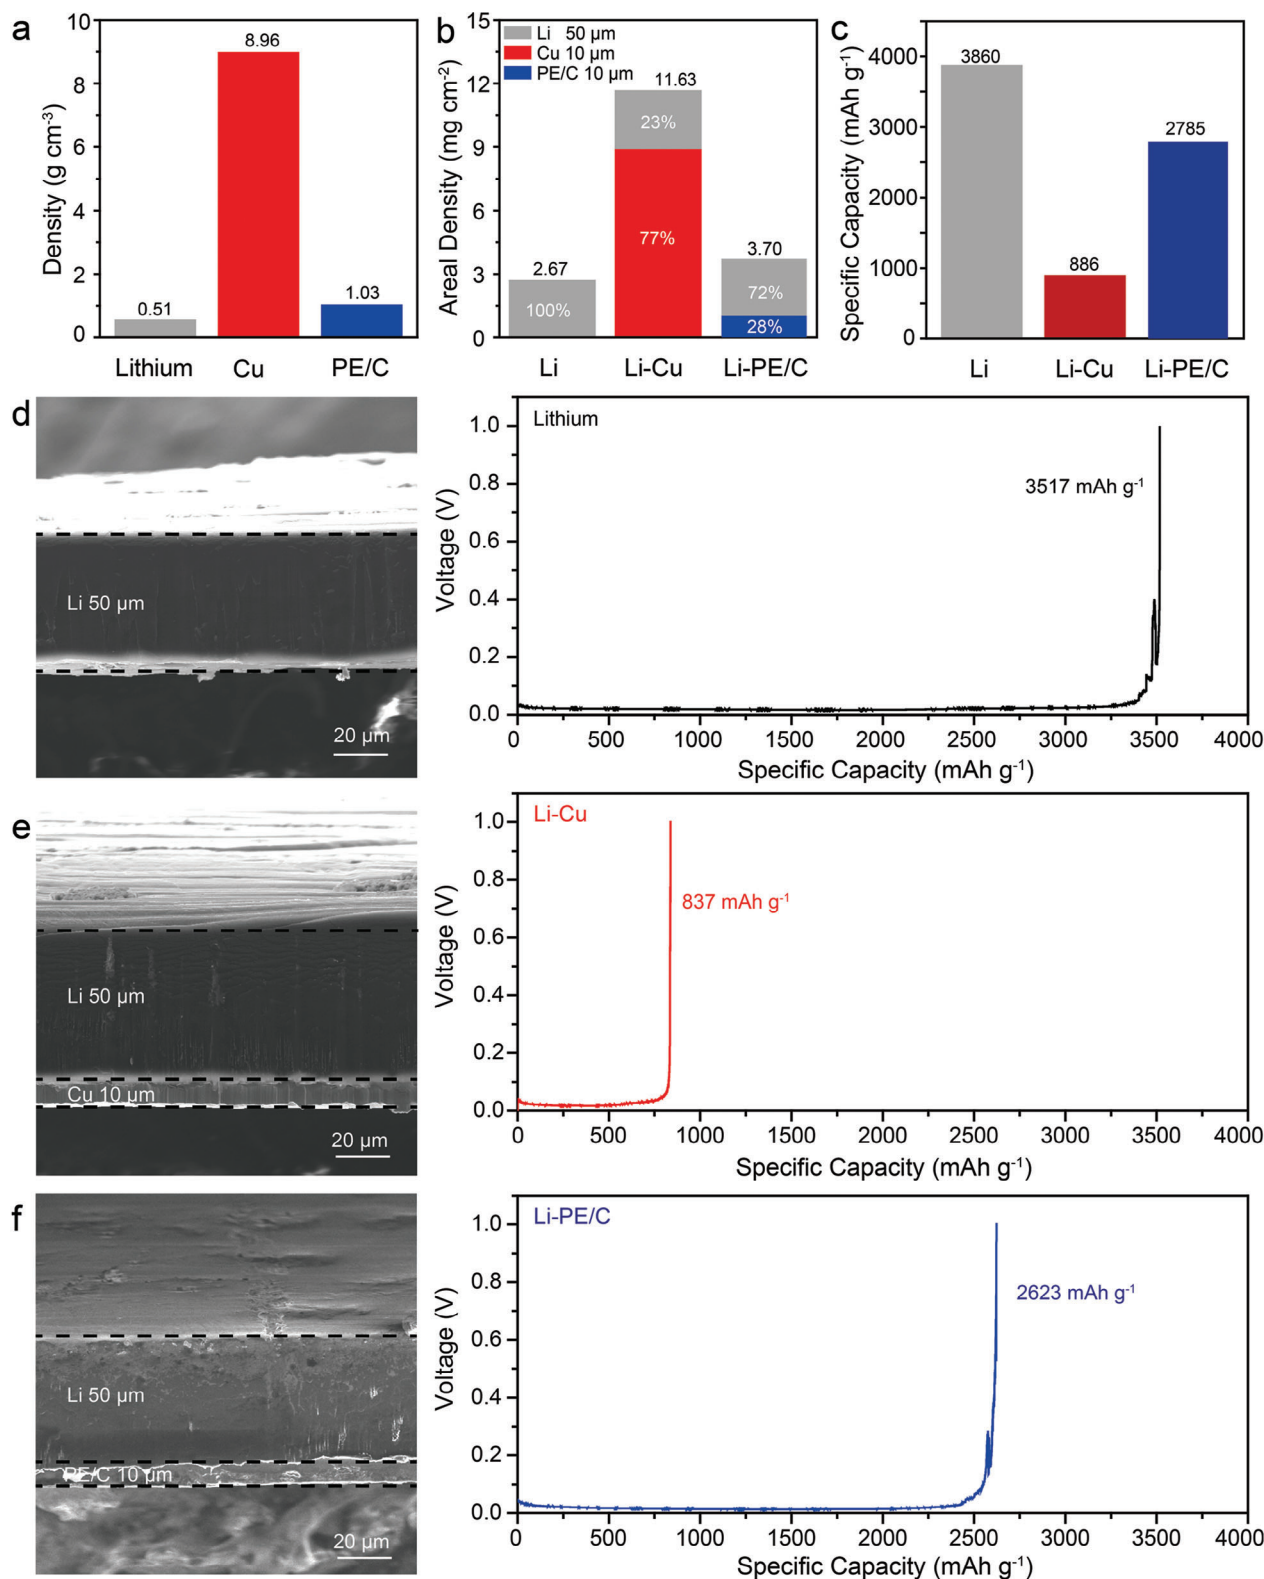 a
Density (g cm-3)
10
8
6
4
2
0
8.96
0.51
1.03
Lithium
Cu
PE/C
b
Areal Density (mg cm-2)
15
12
9
6
3
0
Li 50 µm
Cu 10 µm
PE/C 10 µm
11.63
23%
77%
2.67
100%
3.70
72%
28%
Li
Li-Cu
Li-PE/C
c
Specific Capacity (mAh g-1)
4000
3000
2000
1000
0
3860
886
2785
Li
Li-Cu
Li-PE/C
d
Li 50 µm
20 µm
Lithium
3517 mAh g-1
Voltage (V)
1.0
0.8
0.6
0.4
0.2
0.0
0 500 1000 1500 2000 2500 3000 3500 4000
Specific Capacity (mAh g-1)
e
Li 50 µm
Cu 10 µm
20 µm
Li-Cu
837 mAh g-1
Voltage (V)
1.0
0.8
0.6
0.4
0.2
0.0
0 500 1000 1500 2000 2500 3000 3500 4000
Specific Capacity (mAh g-1)
f
Li 50 µm
PE/C 10 µm
20 µm
Li-PE/C
2623 mAh g-1
Voltage (V)
1.0
0.8
0.6
0.4
0.2
0.0
0 500 1000 1500 2000 2500 3000 3500 4000
Specific Capacity (mAh g-1)